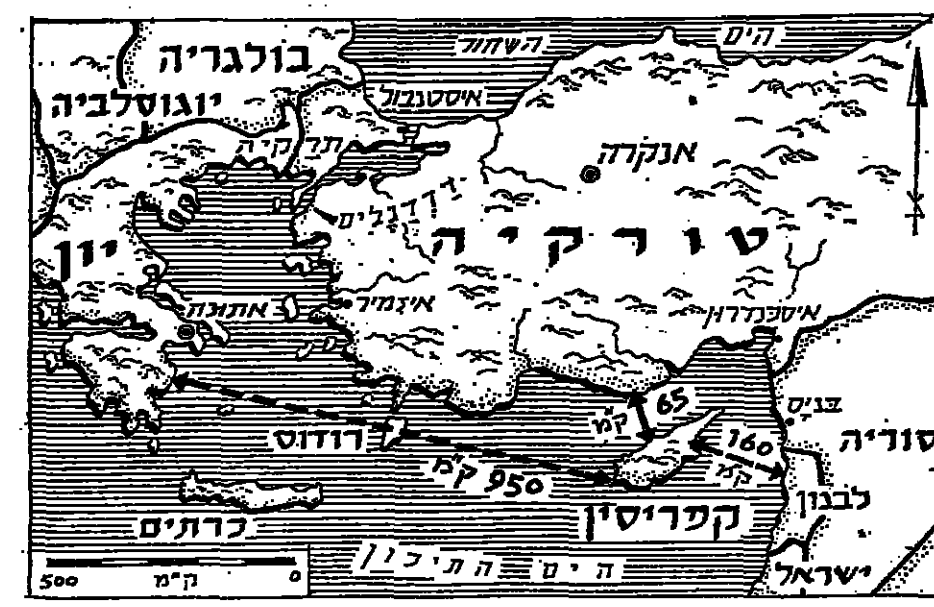 הים השחור
בולגריה
יוגוסלביה
איסטנבול
תרקיה
אנקרה
דרדנלים
טורקיה
יון
איזמיר
אתונה
איסכנדרון
65 ק"מ
בניַס
160 ק"מ
סוריה
רודוס
950 ק"מ
לבנון
קפריסין
כרתים
הים התיכון
ישראל
500 ק"מ 0